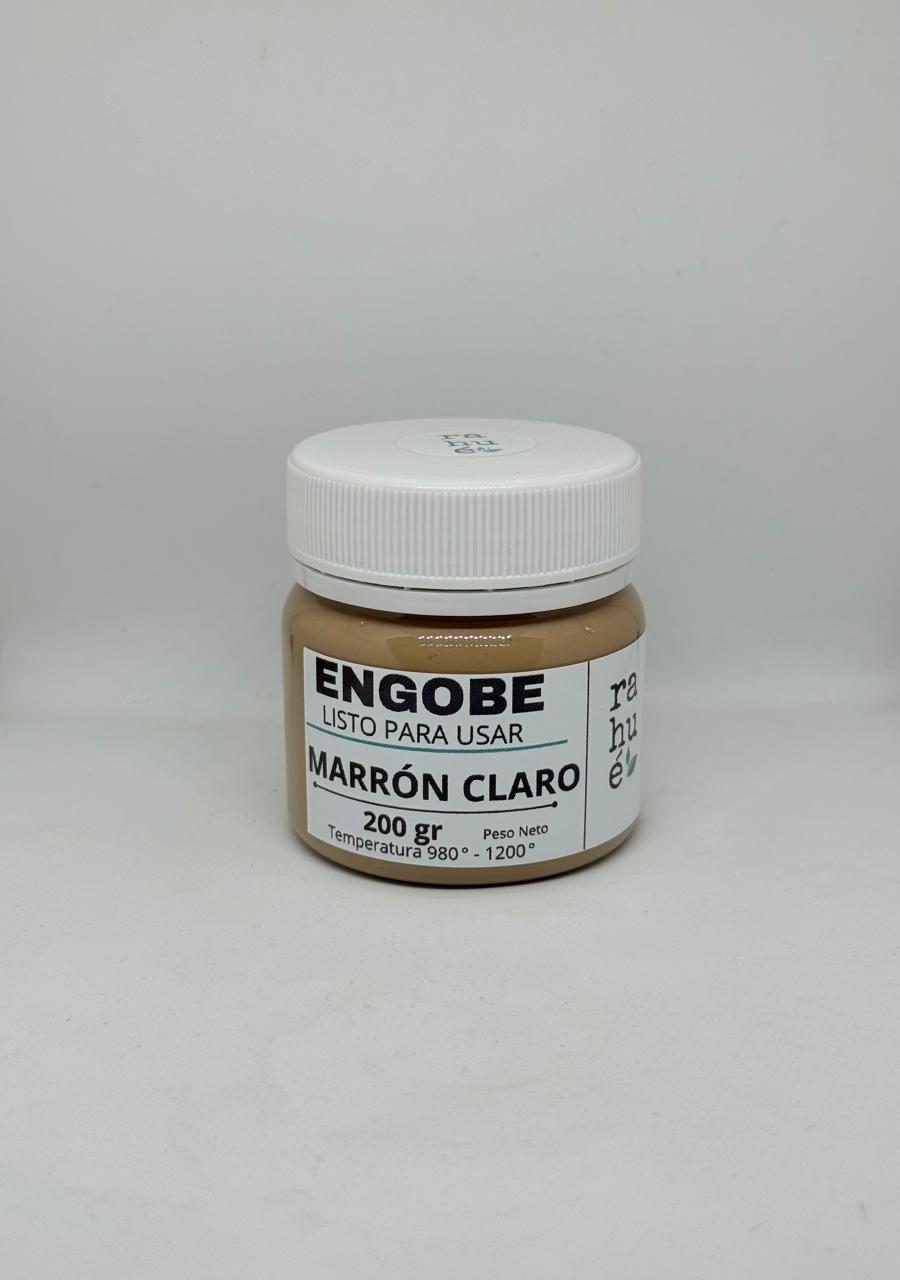 ENGOBE
LISTO PARA USAR
MARRÓN CLARO
200 gr Peso Neto
Temperatura 980° - 1200°
ra
hu
é